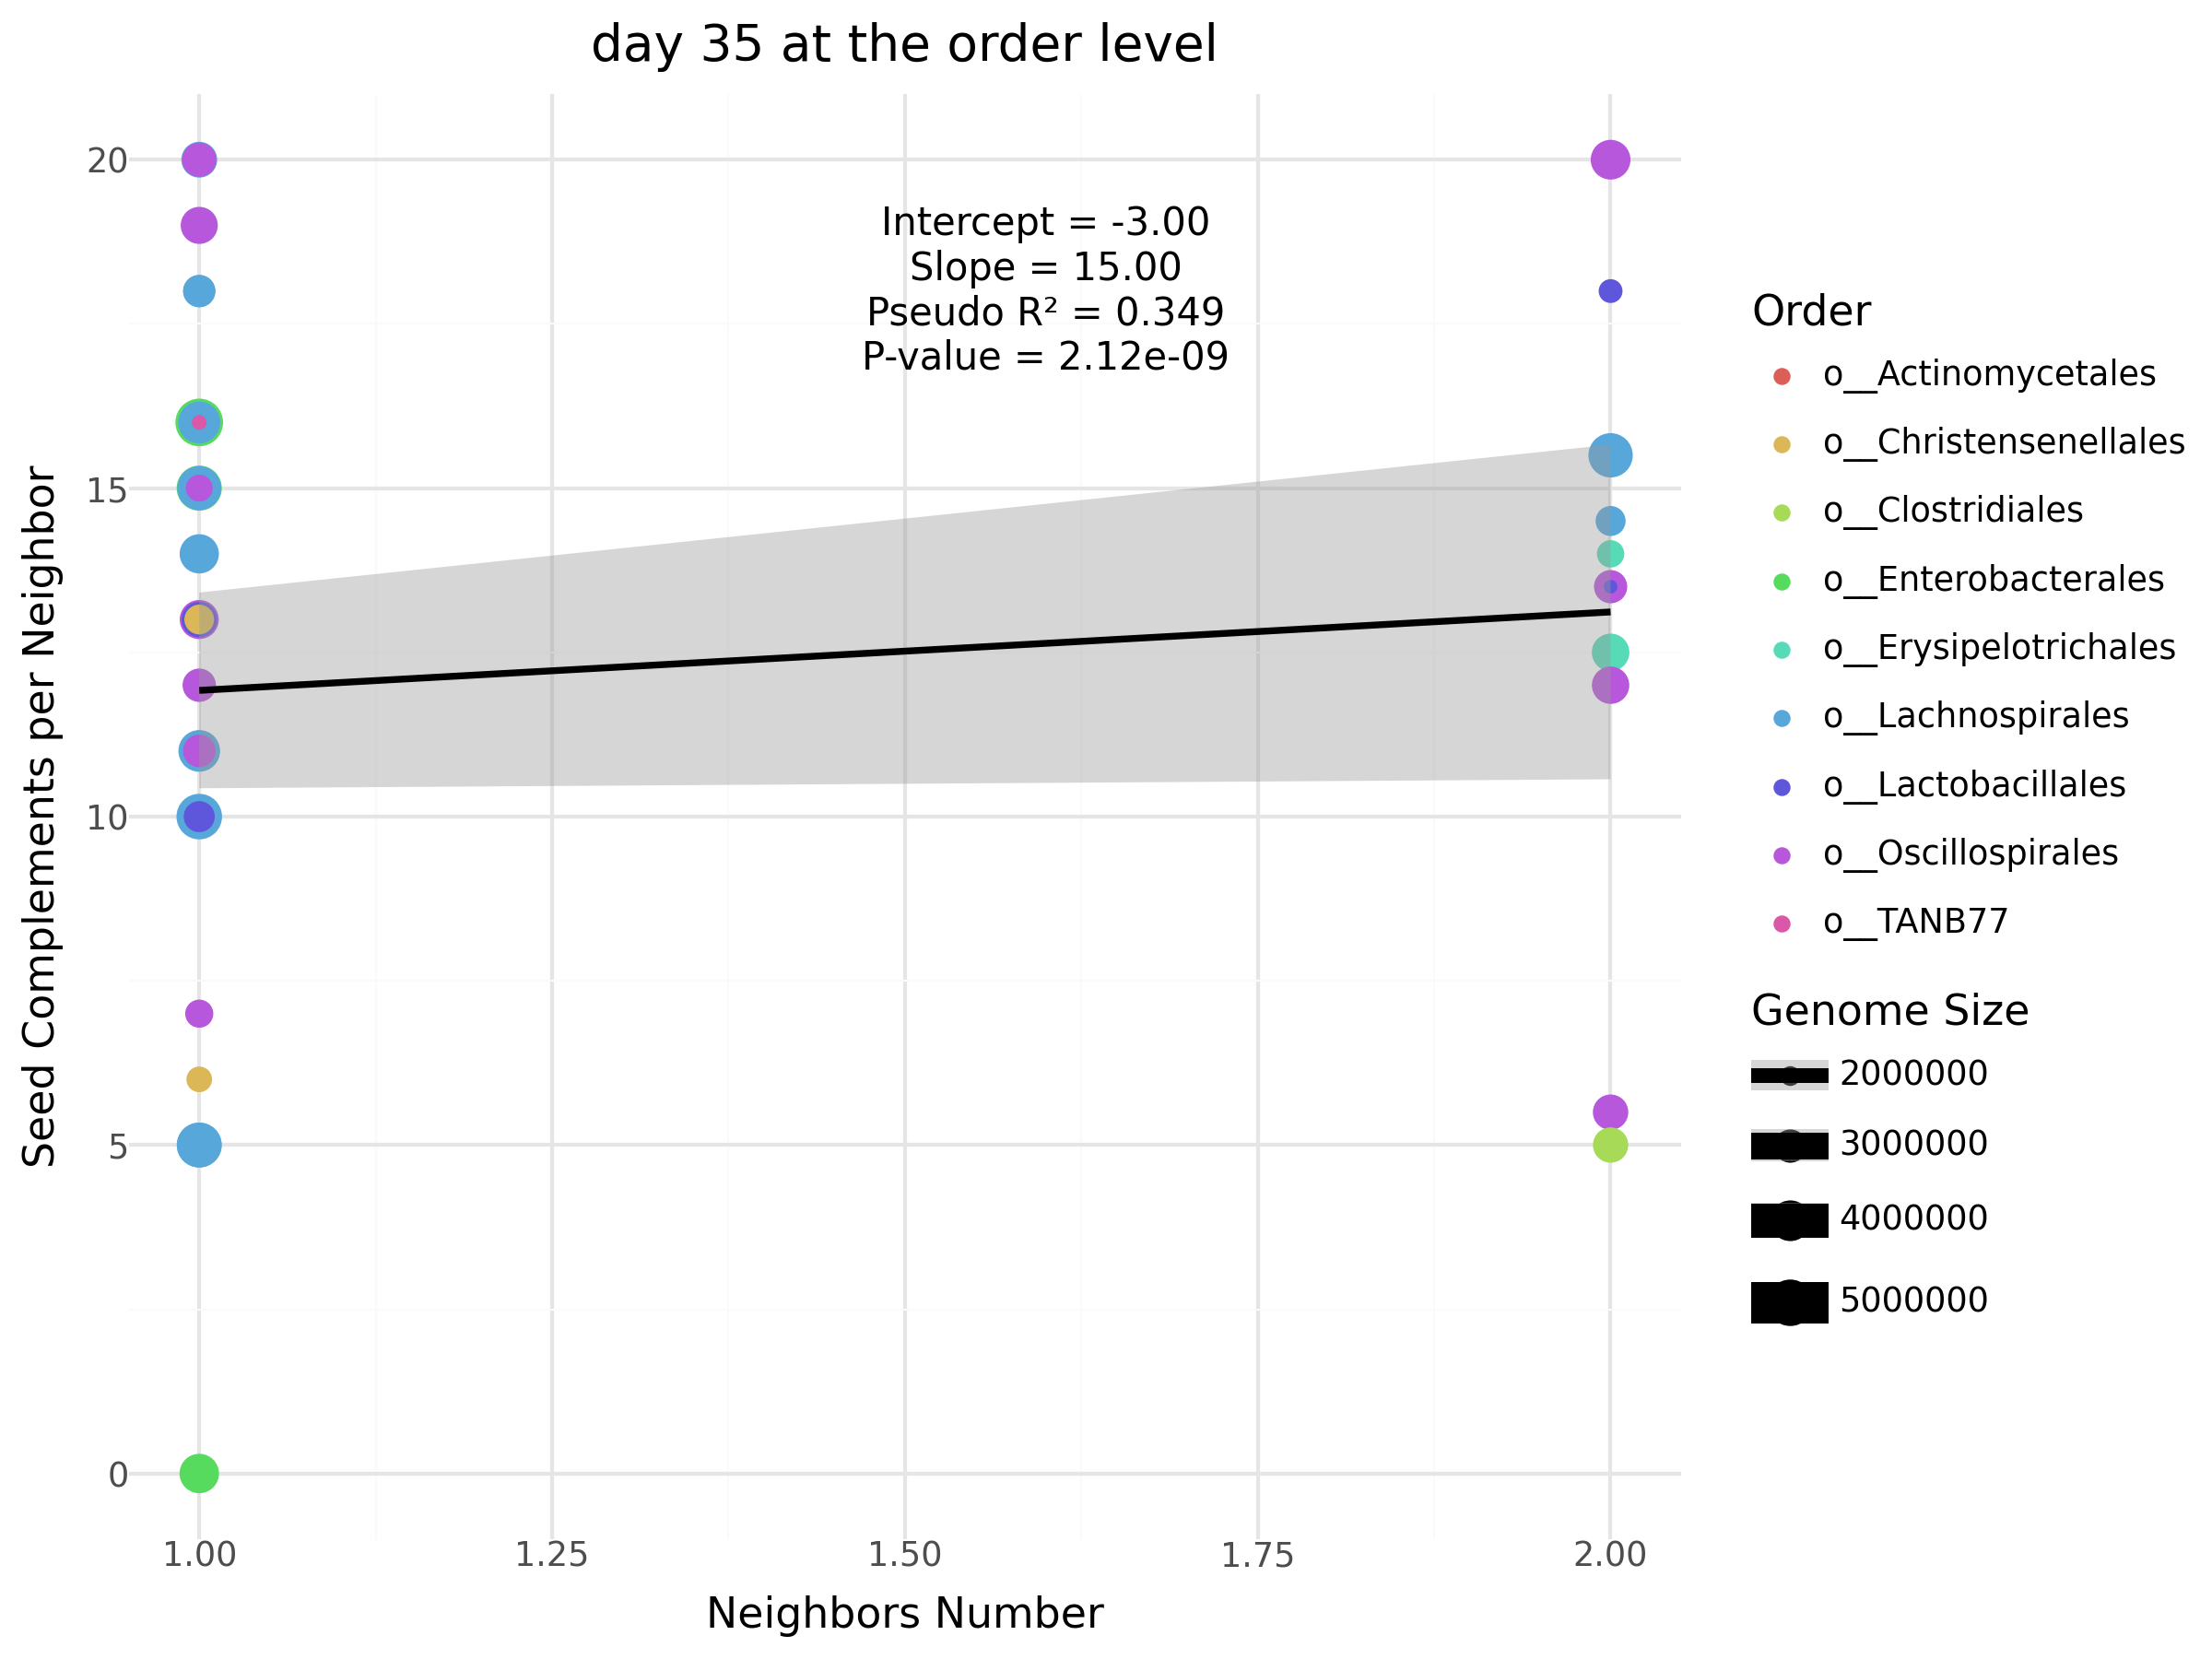 day 35 at the order level
Seed Complements per Neighbor
20
15
10
5
0
Intercept = -3.00
Slope = 15.00
Pseudo R² = 0.349
P-value = 2.12e-09
1.00
1.25
1.50
1.75
2.00
Neighbors Number
Order
o__Actinomycetales
o__Christensenellales
o__Clostridiales
o__Enterobacterales
o__Erysipelotrichales
o__Lachnospirales
o__Lactobacillales
o__Oscillospirales
o__TANB77
Genome Size
2000000
3000000
4000000
5000000